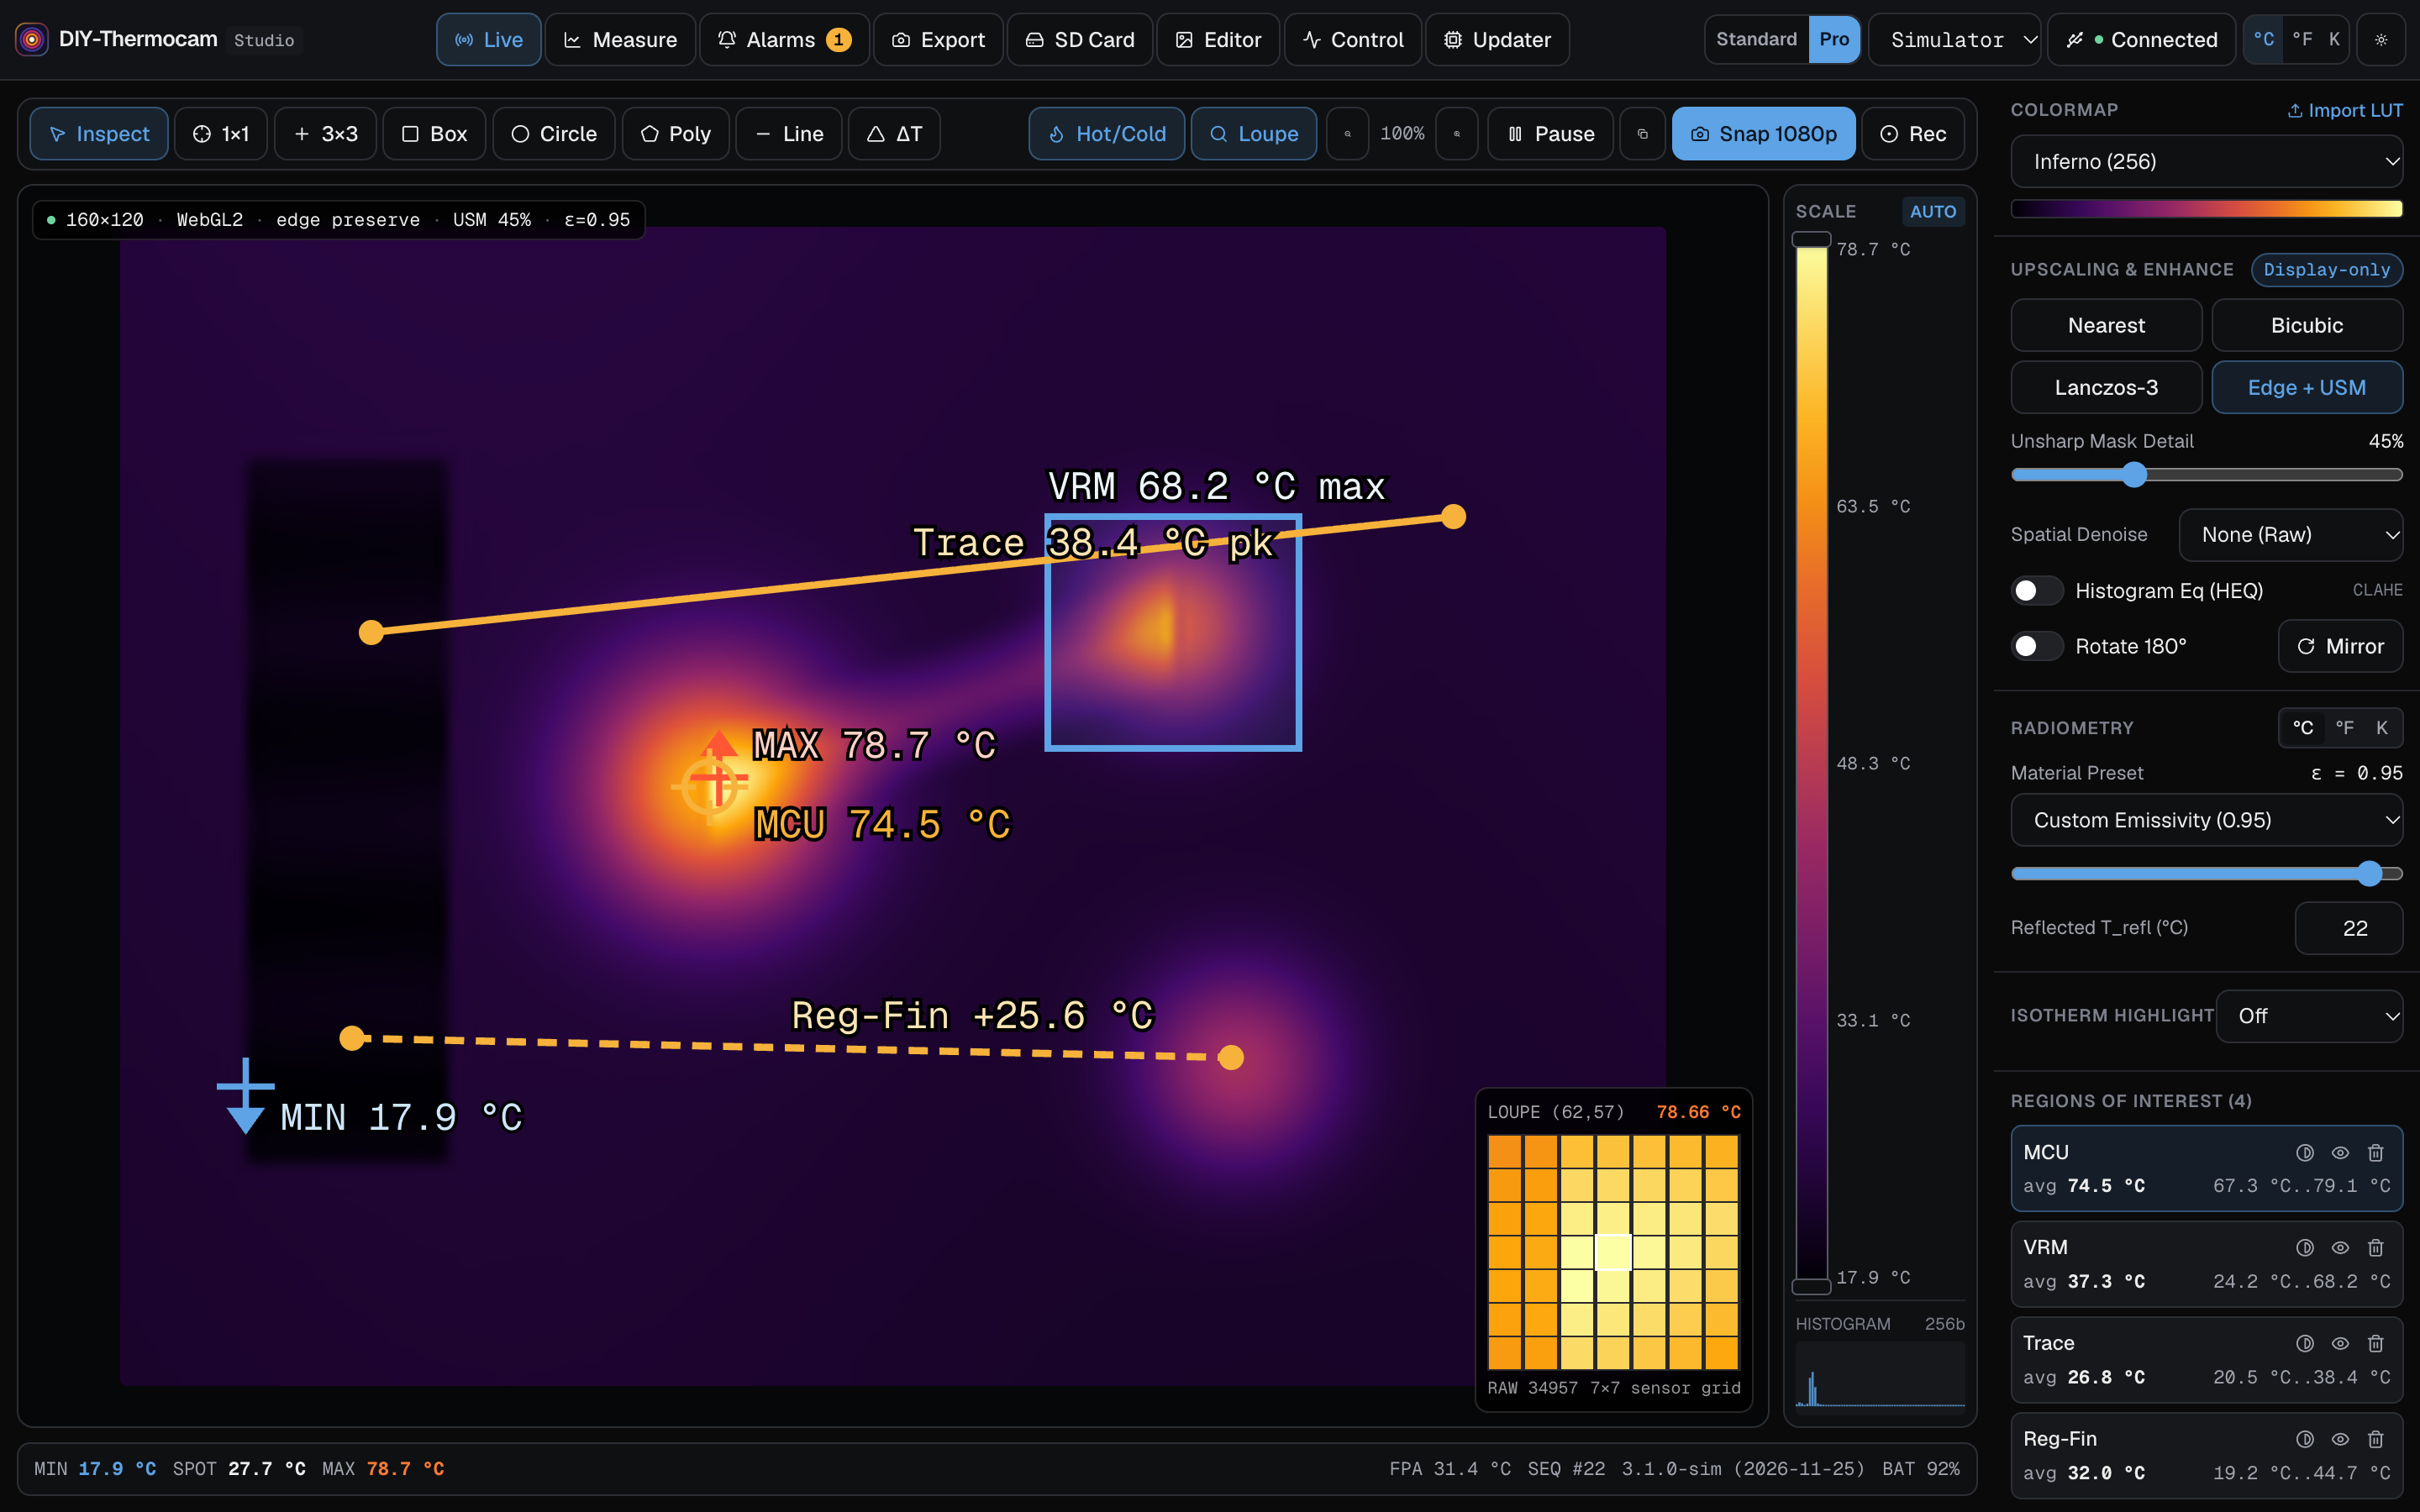 DIY-Thermocam Studio
Live Measure Alarms 1 Export SD Card Editor Control Updater
Standard Pro Simulator Connected °C °F K
Inspect 1×1 3×3 Box Circle Poly Line ΔT
Hot/Cold Loupe 100% Pause Snap 1080p Rec
160×120 · WebGL2 · edge preserve · USM 45% · ε=0.95
VRM 68.2 °C max
Trace 38.4 °C pk
MAX 78.7 °C
MCU 74.5 °C
Reg-Fin +25.6 °C
MIN 17.9 °C
LOUPE (62,57) 78.66 °C
RAW 34957 7×7 sensor grid
SCALE AUTO
78.7 °C
63.5 °C
48.3 °C
33.1 °C
17.9 °C
HISTOGRAM 256b
MIN 17.9 °C SPOT 27.7 °C MAX 78.7 °C
FPA 31.4 °C SEQ #22 3.1.0-sim (2026-11-25) BAT 92%
COLORMAP Import LUT
Inferno (256)
UPSCALING & ENHANCE Display-only
Nearest Bicubic
Lanczos-3 Edge + USM
Unsharp Mask Detail 45%
Spatial Denoise None (Raw)
Histogram Eq (HEQ) CLAHE
Rotate 180° Mirror
RADIOMETRY °C °F K
Material Preset ε = 0.95
Custom Emissivity (0.95)
Reflected T_refl (°C) 22
ISOTHERM HIGHLIGHT Off
REGIONS OF INTEREST (4)
MCU
avg 74.5 °C 67.3 °C..79.1 °C
VRM
avg 37.3 °C 24.2 °C..68.2 °C
Trace
avg 26.8 °C 20.5 °C..38.4 °C
Reg-Fin
avg 32.0 °C 19.2 °C..44.7 °C